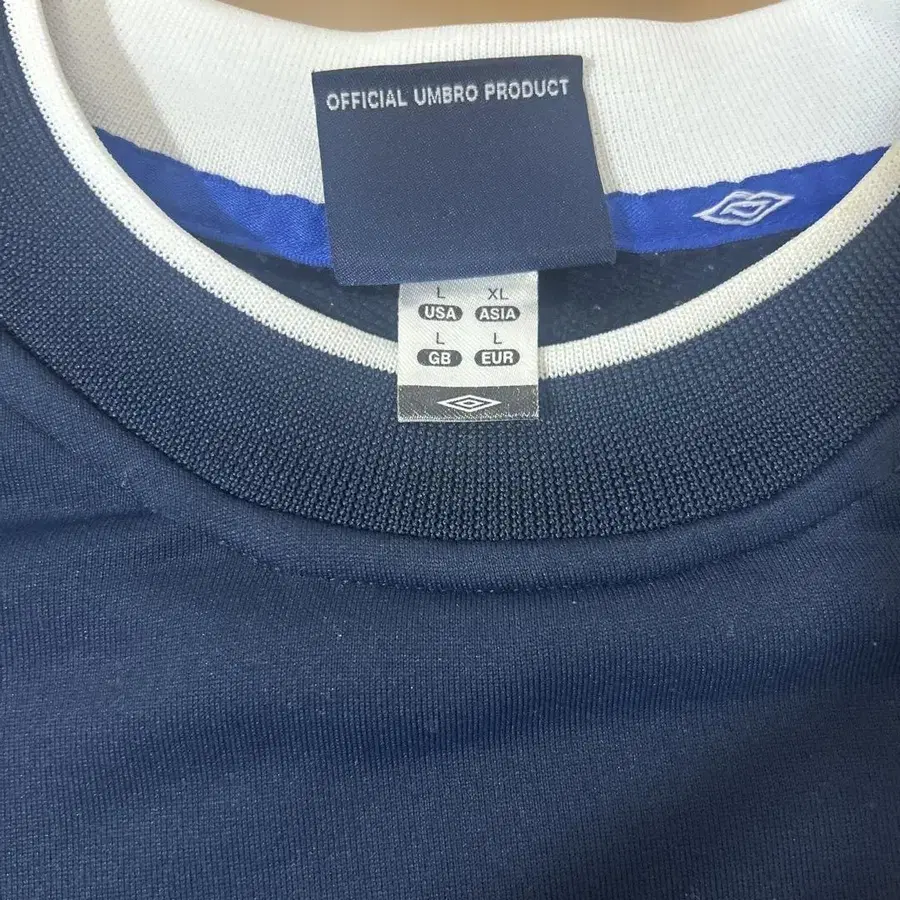 OFFICIAL UMBRO PRODUCT
L XL
USA ASIA
L L
GB EUR